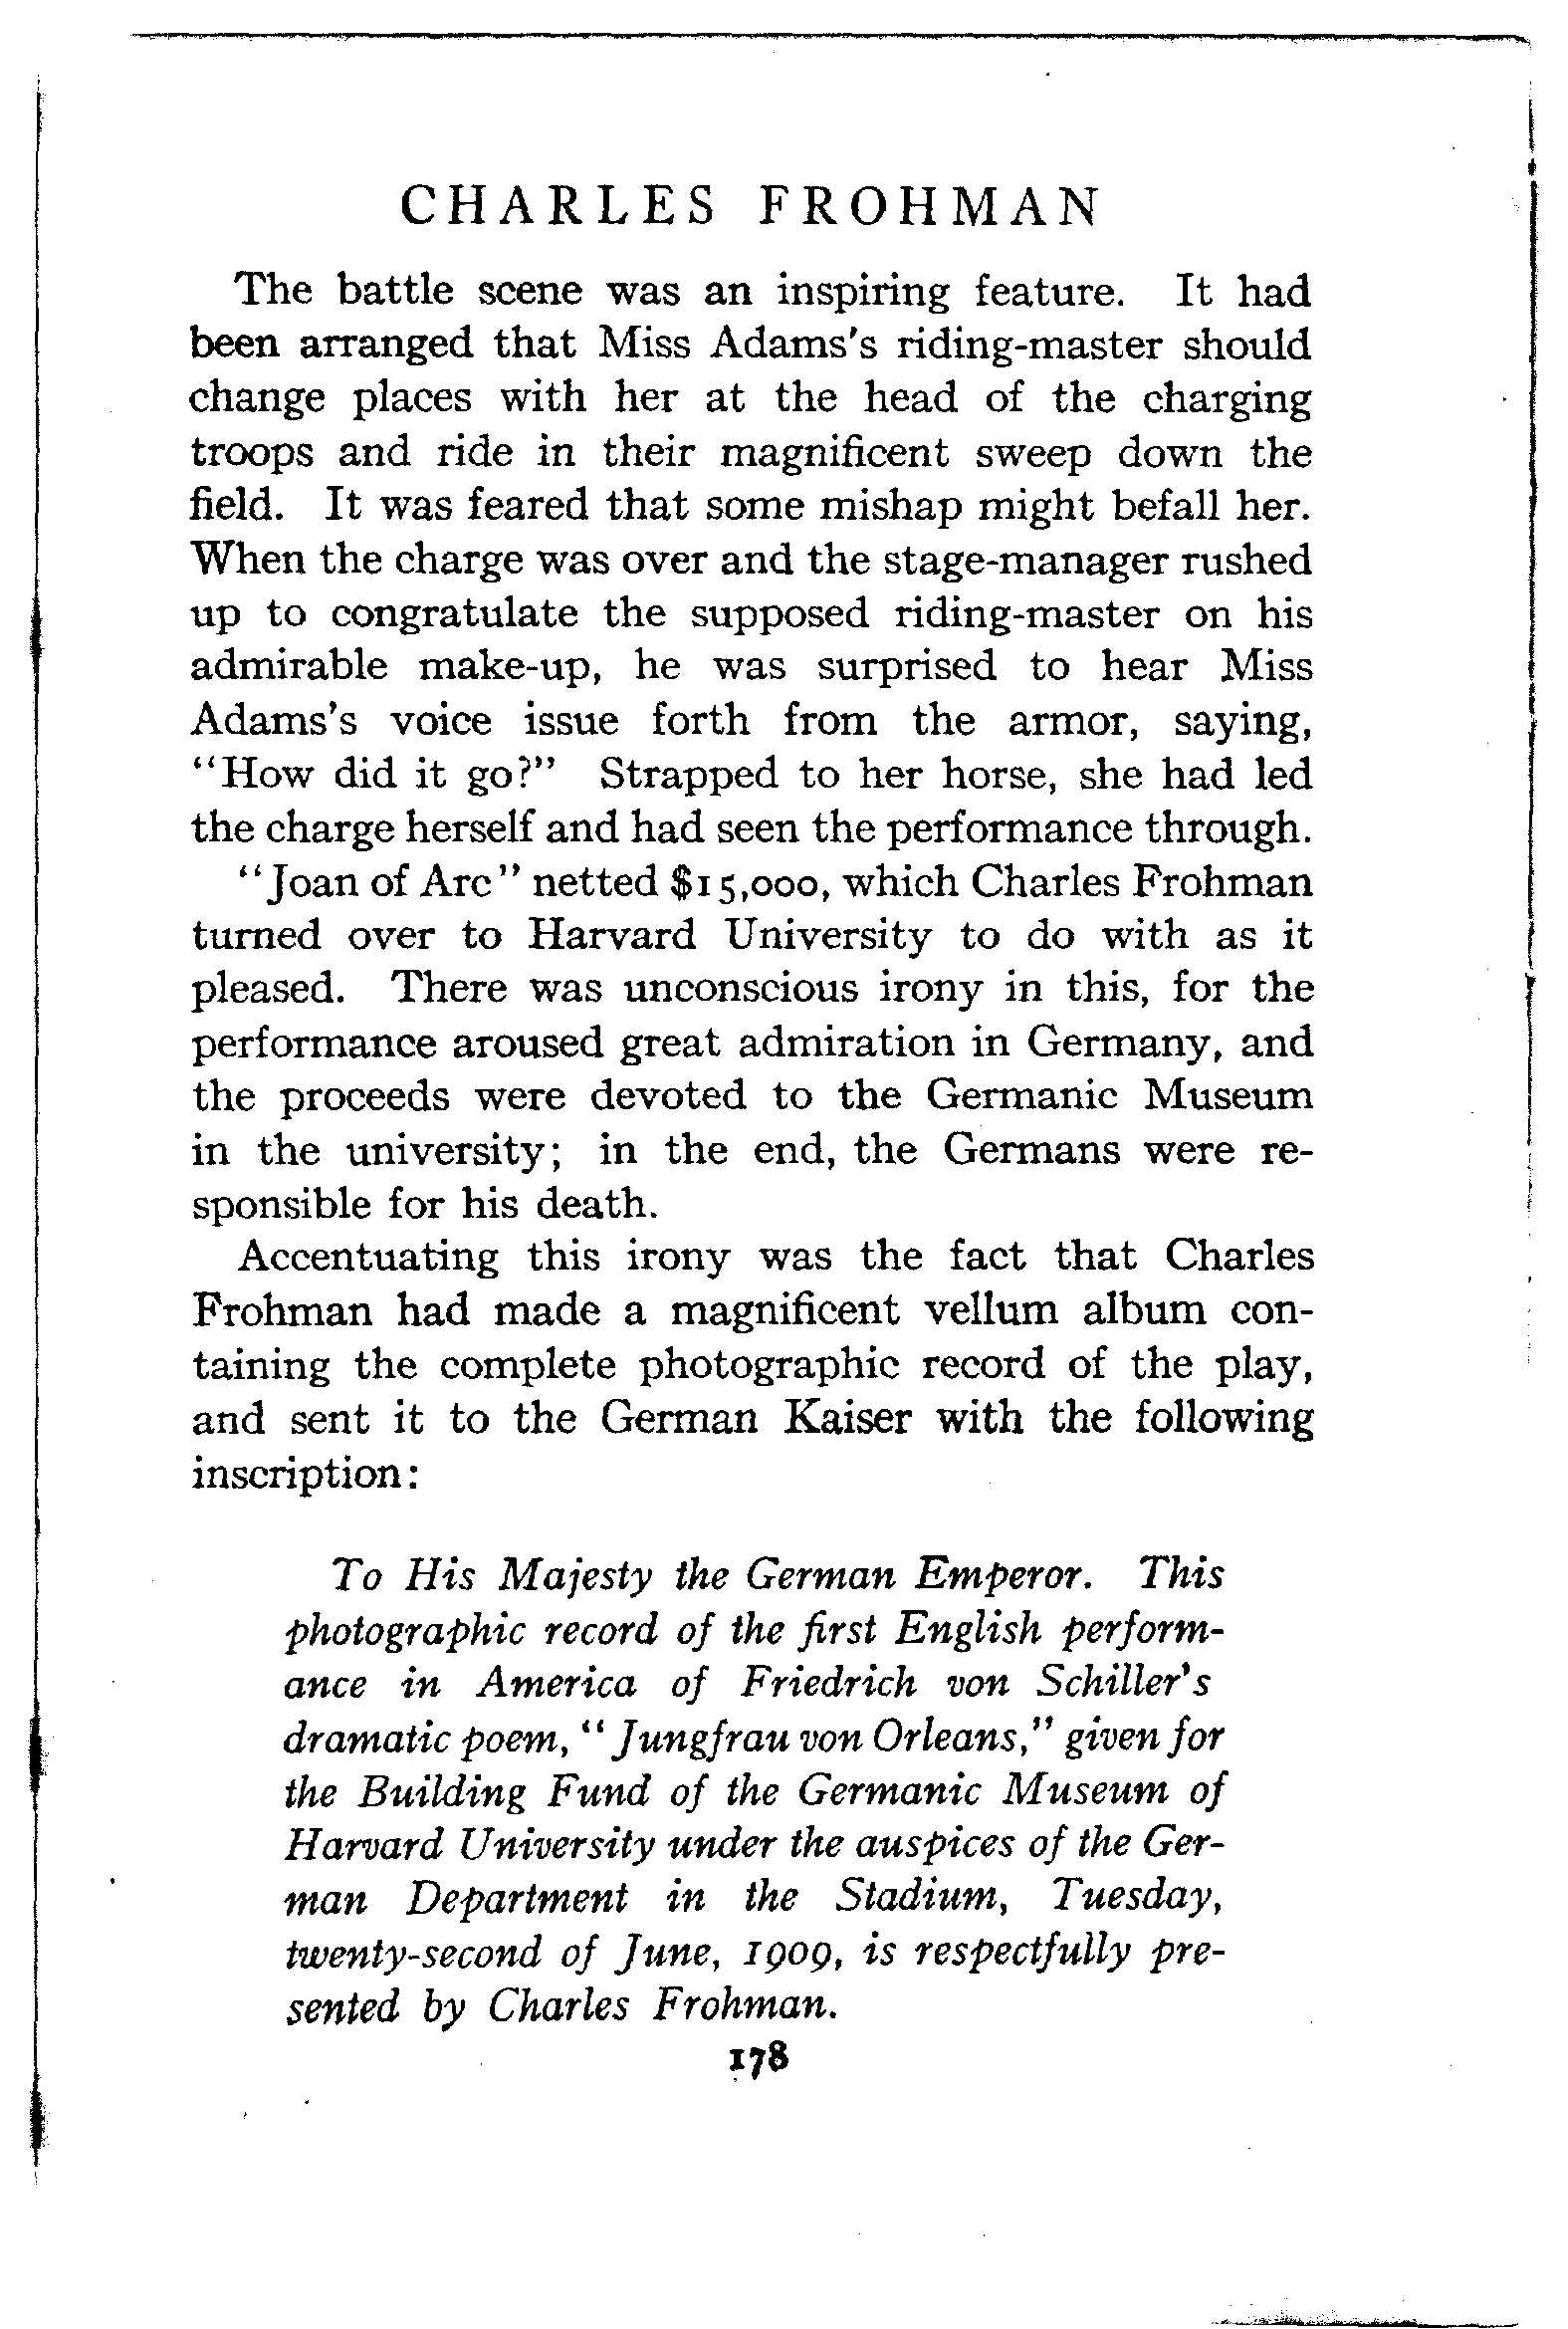 CHARLES FROHMAN
The battle scene was an inspiring feature. It had
been arranged that Miss Adams's riding-master should
change places with her at the head of the charging
troops and ride in their magnificent sweep down the
field. It was feared that some mishap might befall her.
When the charge was over and the stage-manager rushed
up to congratulate the supposed riding-master on his
admirable make-up, he was surprised to hear Miss
Adams's voice issue forth from the armor, saying,
"How did it go?" Strapped to her horse, she had led
the charge herself and had seen the performance through.
"Joan of Arc" netted $15,000, which Charles Frohman
turned over to Harvard University to do with as it
pleased. There was unconscious irony in this, for the
performance aroused great admiration in Germany, and
the proceeds were devoted to the Germanic Museum
in the university; in the end, the Germans were re-
sponsible for his death.
Accentuating this irony was the fact that Charles
Frohman had made a magnificent vellum album con-
taining the complete photographic record of the play,
and sent it to the German Kaiser with the following
inscription:
To His Majesty the German Emperor. This
photographic record of the first English perform-
ance in America of Friedrich von Schiller's
dramatic poem, "Jungfrau von Orleans," given for
the Building Fund of the Germanic Museum of
Harvard University under the auspices of the Ger-
man Department in the Stadium, Tuesday,
twenty-second of June, 1909, is respectfully pre-
sented by Charles Frohman.
178